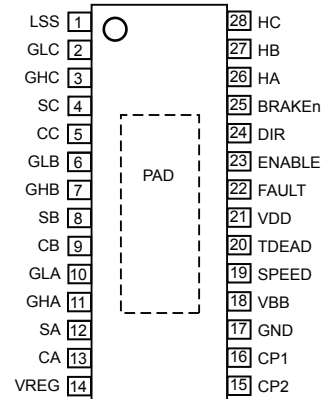 LSS 1 28 HC
GLC 2 27 HB
GHC 3 26 HA
SC 4 25 BRAKEn
CC 5 24 DIR
GLB 6 23 ENABLE
GHB 7 PAD 22 FAULT
SB 8 21 VDD
CB 9 20 TDEAD
GLA 10 19 SPEED
GHA 11 18 VBB
SA 12 17 GND
CA 13 16 CP1
VREG 14 15 CP2